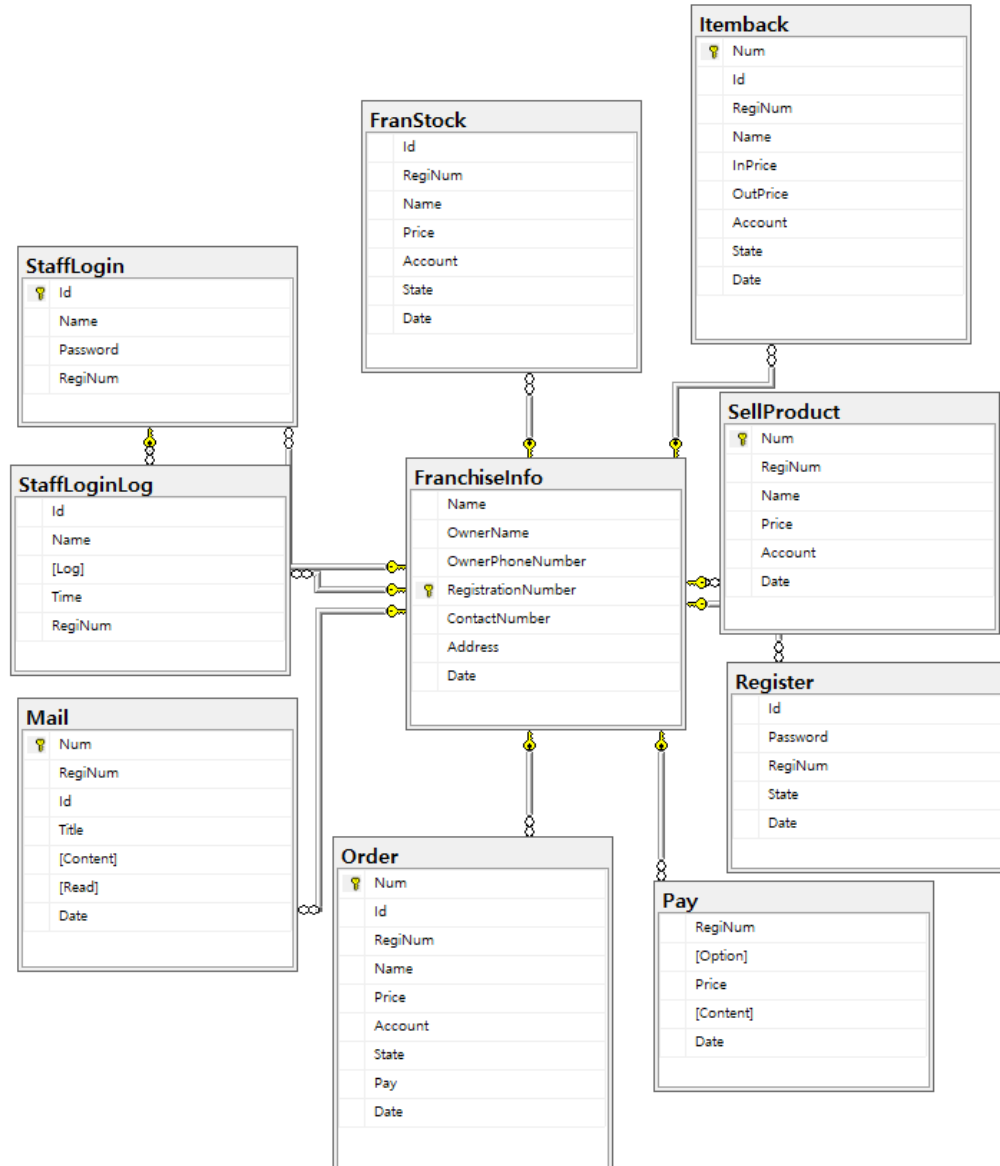 Itemback
Num
Id
RegiNum
Name
InPrice
OutPrice
Account
State
Date
FranStock
Id
RegiNum
Name
Price
Account
State
Date
StaffLogin
Id
Name
Password
RegiNum
SellProduct
Num
RegiNum
Name
Price
Account
Date
FranchiseInfo
Name
OwnerName
OwnerPhoneNumber
RegistrationNumber
ContactNumber
Address
Date
StaffLoginLog
Id
Name
[Log]
Time
RegiNum
Register
Id
Password
RegiNum
State
Date
Mail
Num
RegiNum
Id
Title
[Content]
[Read]
Date
Order
Num
Id
RegiNum
Name
Price
Account
State
Pay
Date
Pay
RegiNum
[Option]
Price
[Content]
Date